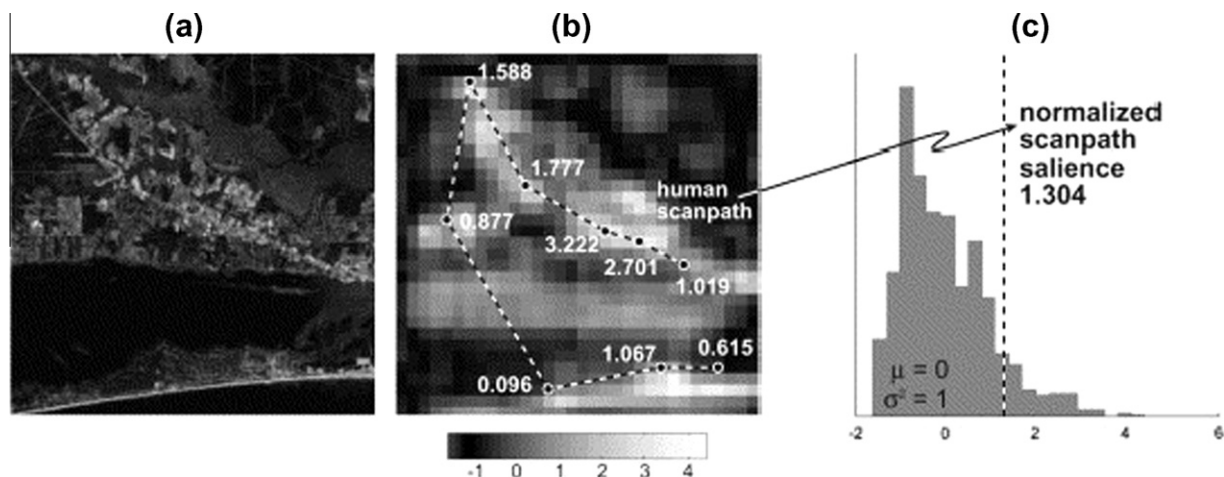 (a)
(b)
(c)
1.588
1.777
0.877
3.222
2.701
1.019
1.067
0.615
0.096
human
scanpath
normalized
scanpath
salience
1.304
μ = 0
σ² = 1
-1 0 1 2 3 4
-2 0 2 4 6